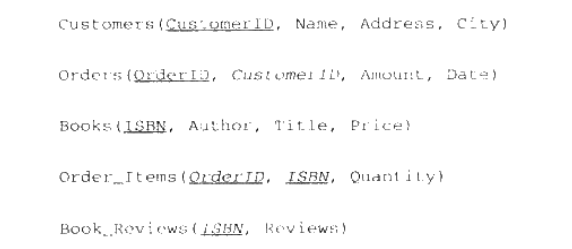 Customers(CustomerID, Name, Address, City)
Orders(OrderID, CustomerID, Amount, Date)
Books(ISBN, Author, Title, Price)
Order_Items(OrderID, ISBN, Quantity)
Book_Reviews(ISBN, Reviews)